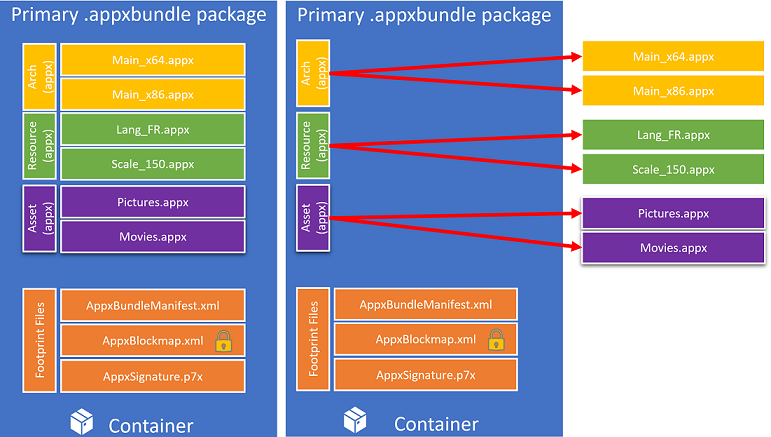 Primary .appxbundle package
Arch
(appx)
Main_x64.appx
Main_x86.appx
Resource
(appx)
Lang_FR.appx
Scale_150.appx
Asset
(appx)
Pictures.appx
Movies.appx
Footprint Files
AppxBundleManifest.xml
AppxBlockmap.xml
AppxSignature.p7x
Container
Primary .appxbundle package
Arch
(appx)
Resource
(appx)
Asset
(appx)
Footprint Files
AppxBundleManifest.xml
AppxBlockmap.xml
AppxSignature.p7x
Container
Main_x64.appx
Main_x86.appx
Lang_FR.appx
Scale_150.appx
Pictures.appx
Movies.appx